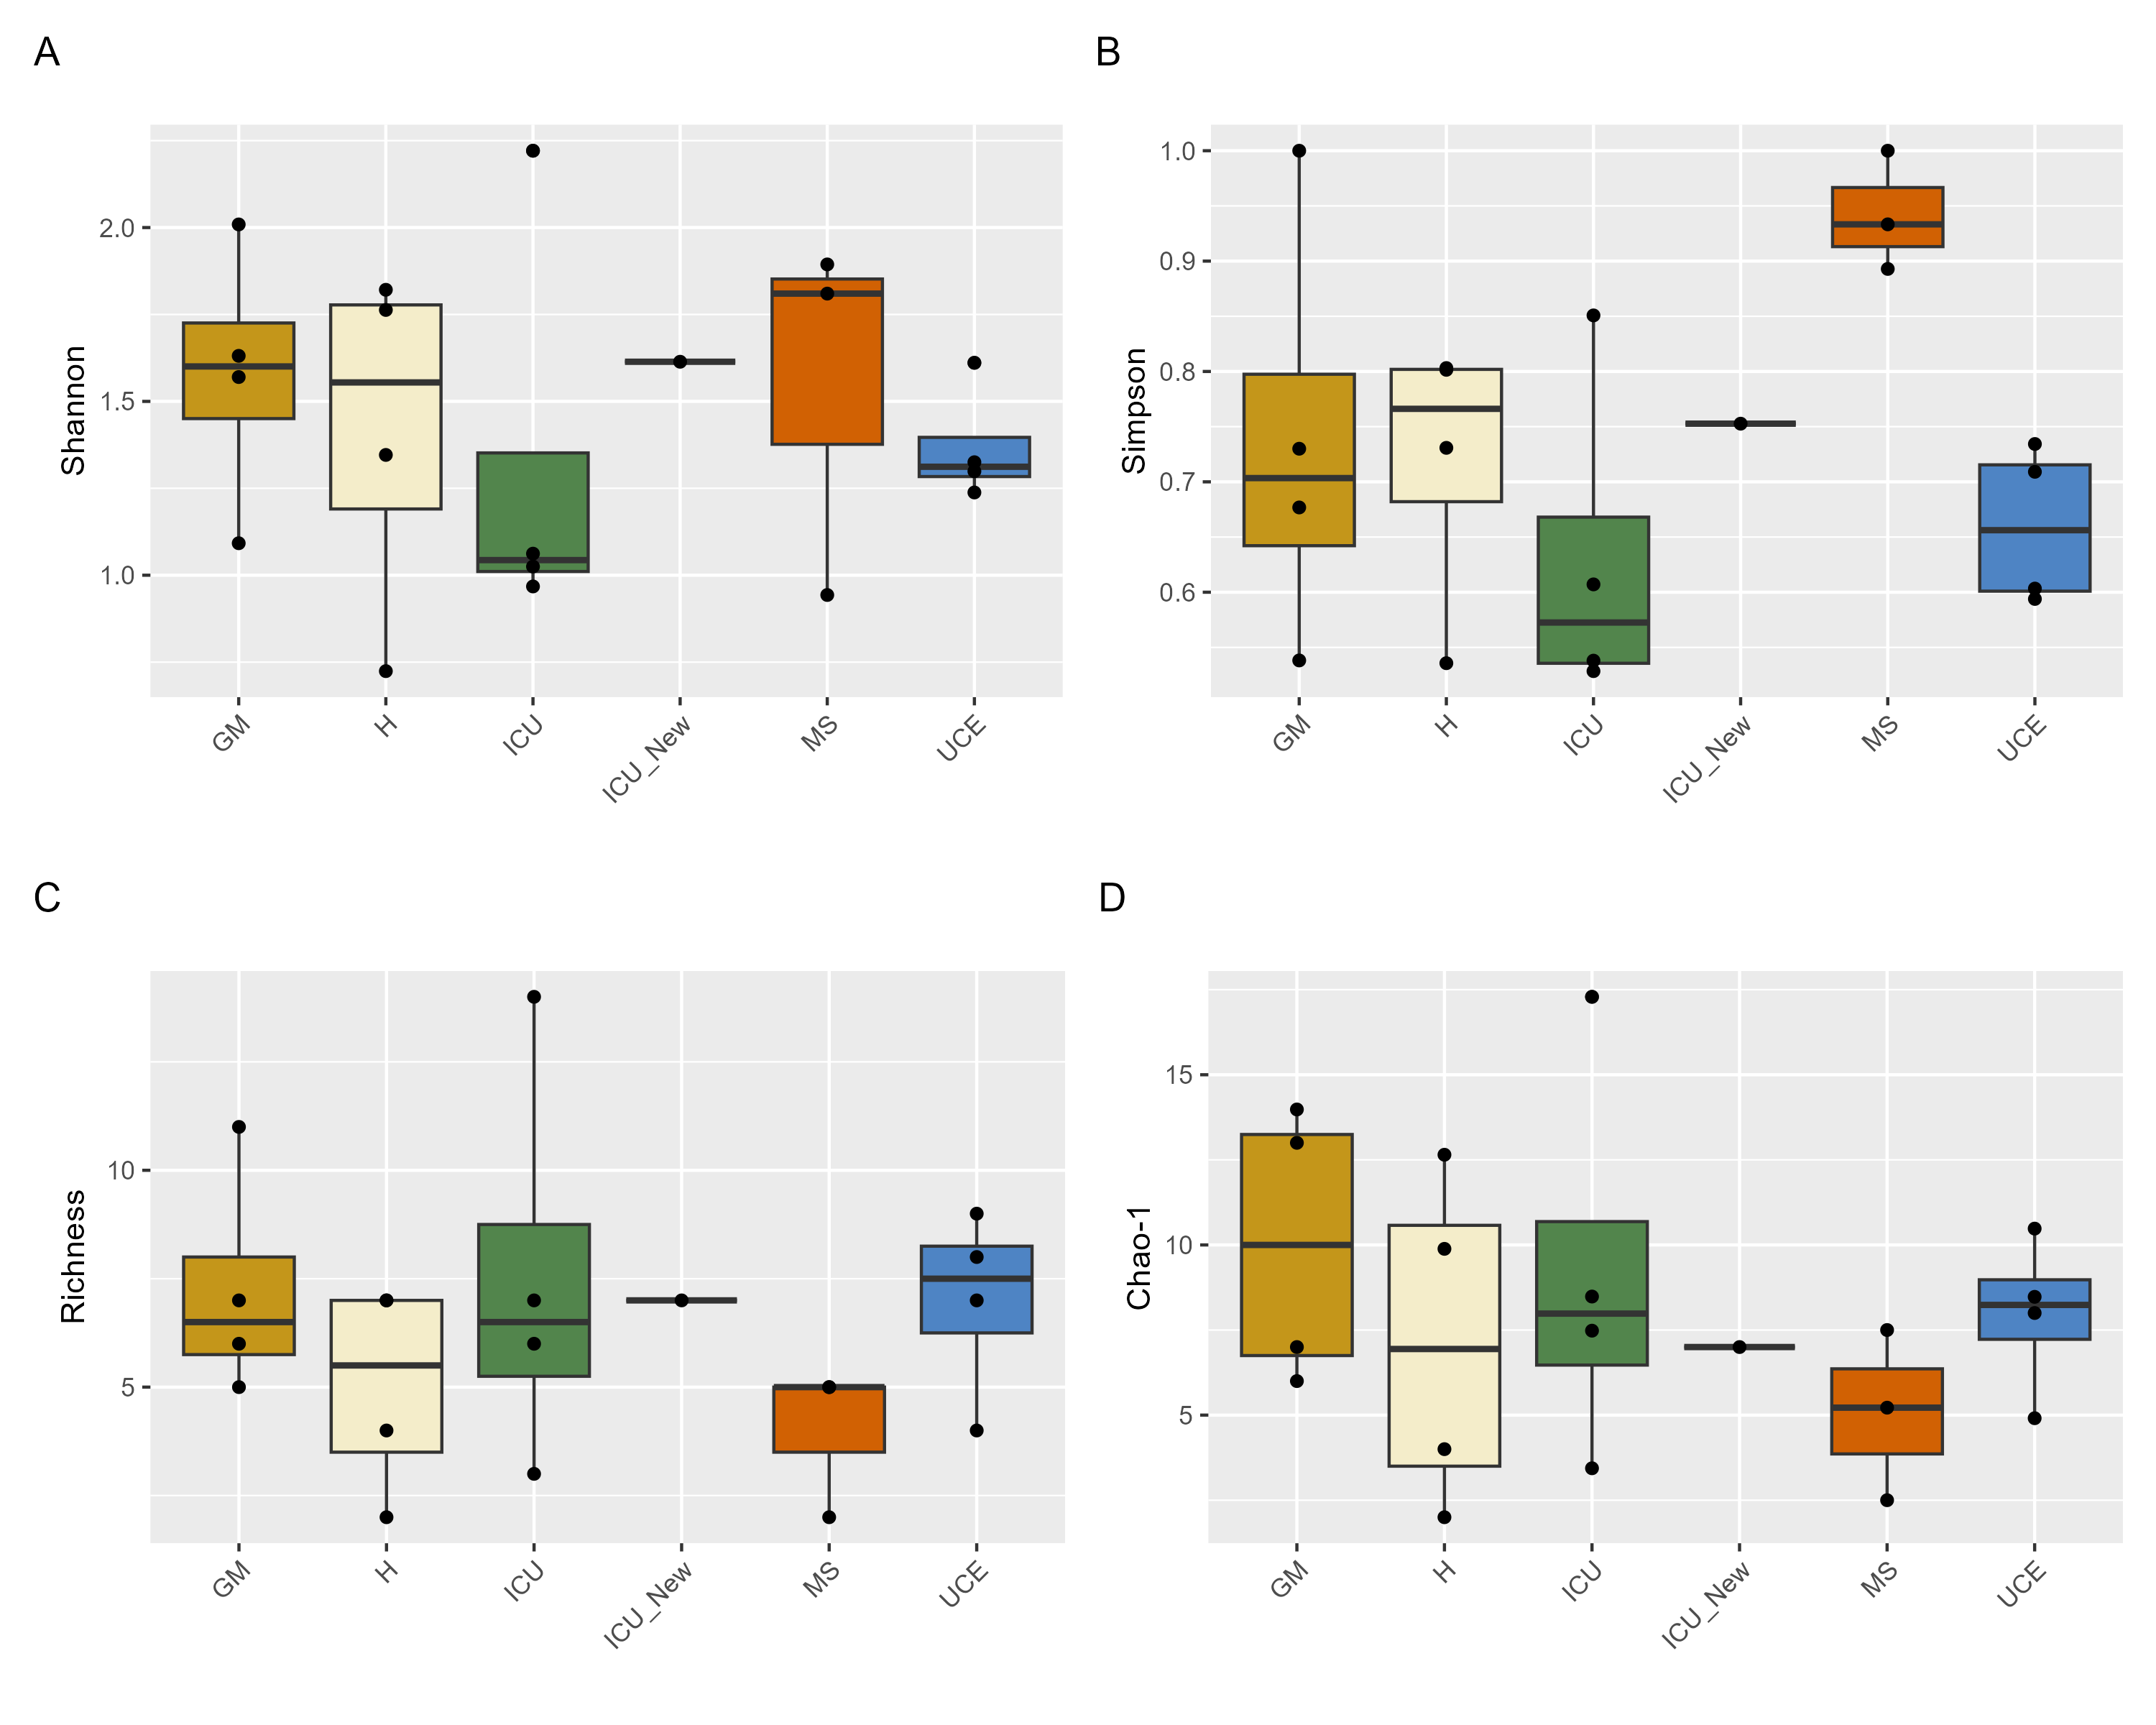 A
Shannon
2.0
1.5
1.0
GM
H
ICU
ICU_New
MS
UCE
B
Simpson
1.0
0.9
0.8
0.7
0.6
GM
H
ICU
ICU_New
MS
UCE
C
Richness
10
5
GM
H
ICU
ICU_New
MS
UCE
D
Chao-1
15
10
5
GM
H
ICU
ICU_New
MS
UCE